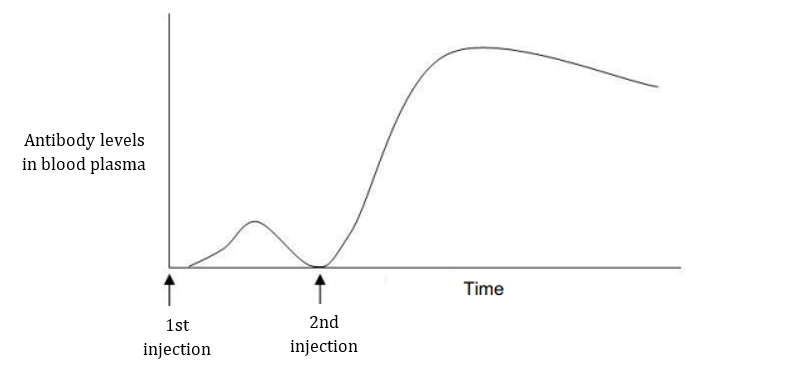 Antibody levels
in blood plasma
Time
1st
injection
2nd
injection